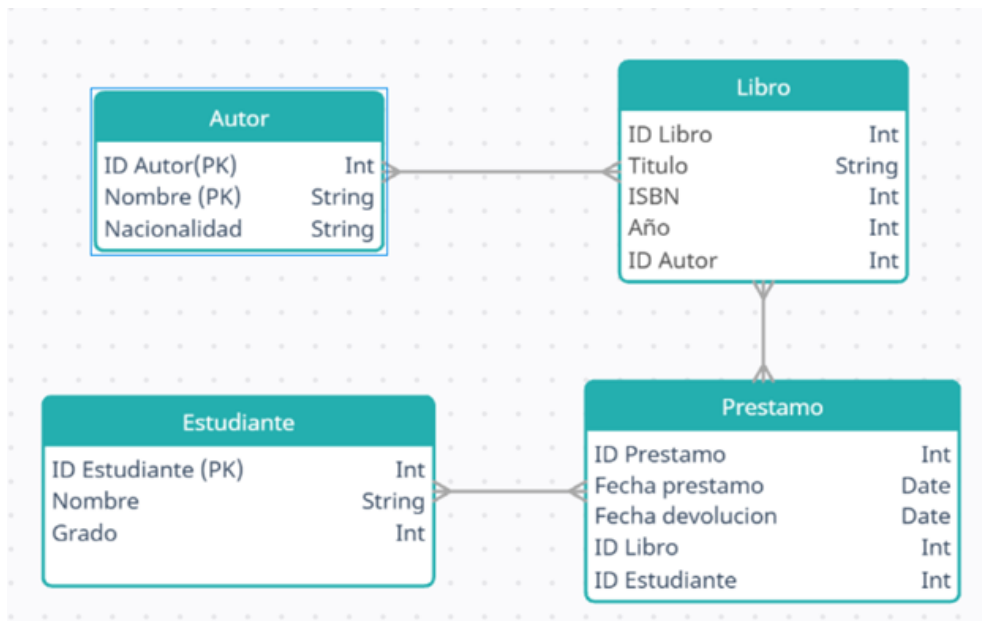 Autor
ID Autor(PK) Int
Nombre (PK) String
Nacionalidad String
Libro
ID Libro Int
Titulo String
ISBN Int
Año Int
ID Autor Int
Estudiante
ID Estudiante (PK) Int
Nombre String
Grado Int
Prestamo
ID Prestamo Int
Fecha prestamo Date
Fecha devolucion Date
ID Libro Int
ID Estudiante Int